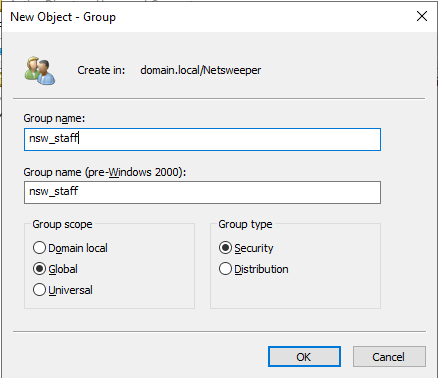 New Object - Group
Create in: domain.local/Netsweeper
Group name:
nsw_staff
Group name (pre-Windows 2000):
nsw_staff
Group scope
Domain local
Global
Universal
Group type
Security
Distribution
OK
Cancel